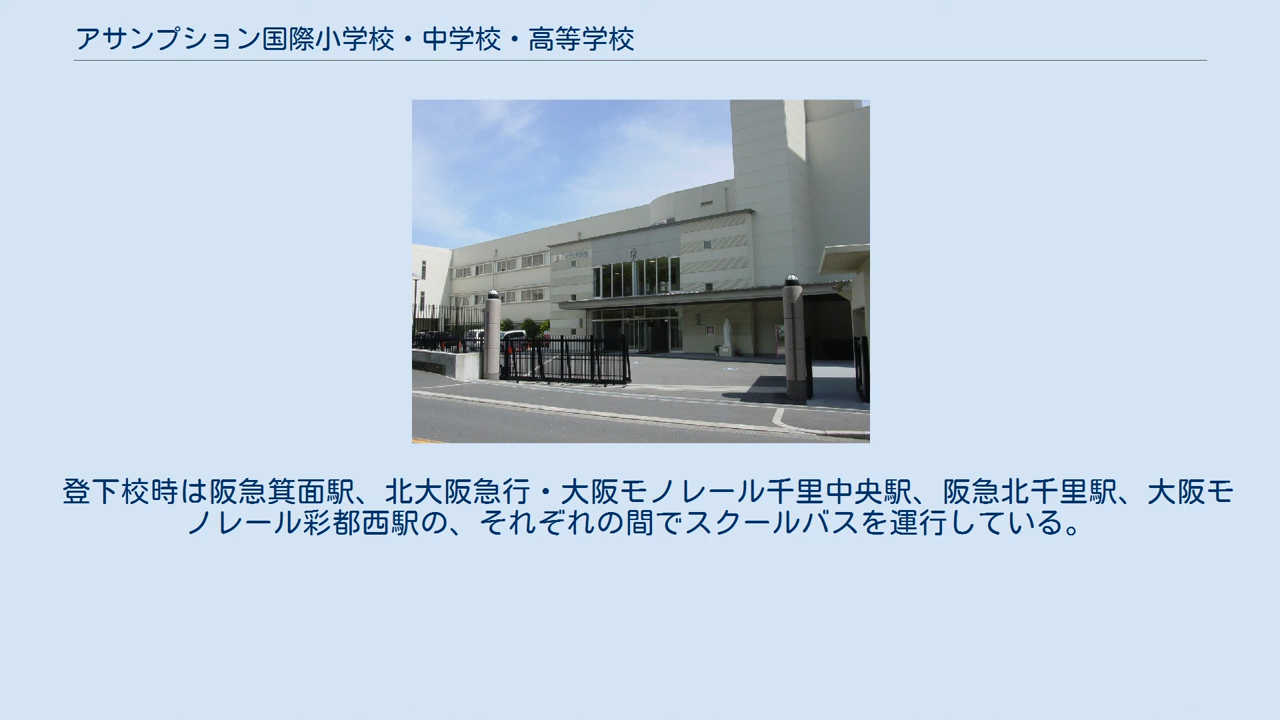 アサンプション国際小学校・中学校・高等学校
登下校時は阪急箕面駅、北大阪急行・大阪モノレール千里中央駅、阪急北千里駅、大阪モ
ノレール彩都西駅の、それぞれの間でスクールバスを運行している。